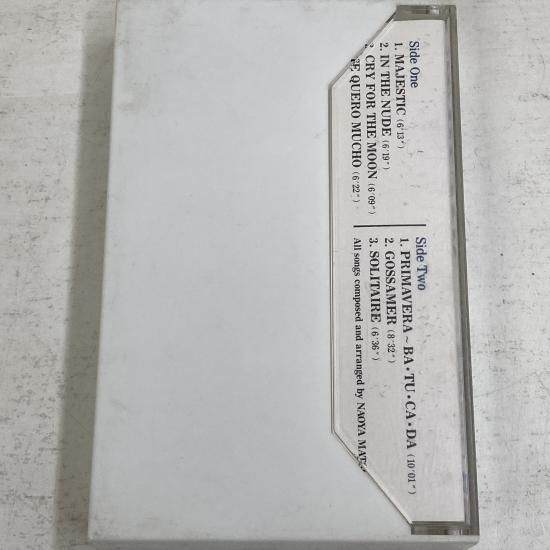 Side One
1. MAJESTIC (6'13")
2. IN THE NUDE (6'19")
3. CRY FOR THE MOON (6'09")
QUERO MUCHO (6'22")
Side Two
1. PRIMAVERA~BA•TU•CA•DA (10'01")
2. GOSSAMER (8'32")
3. SOLITAIRE (6'36")
All songs composed and arranged by NAOYA